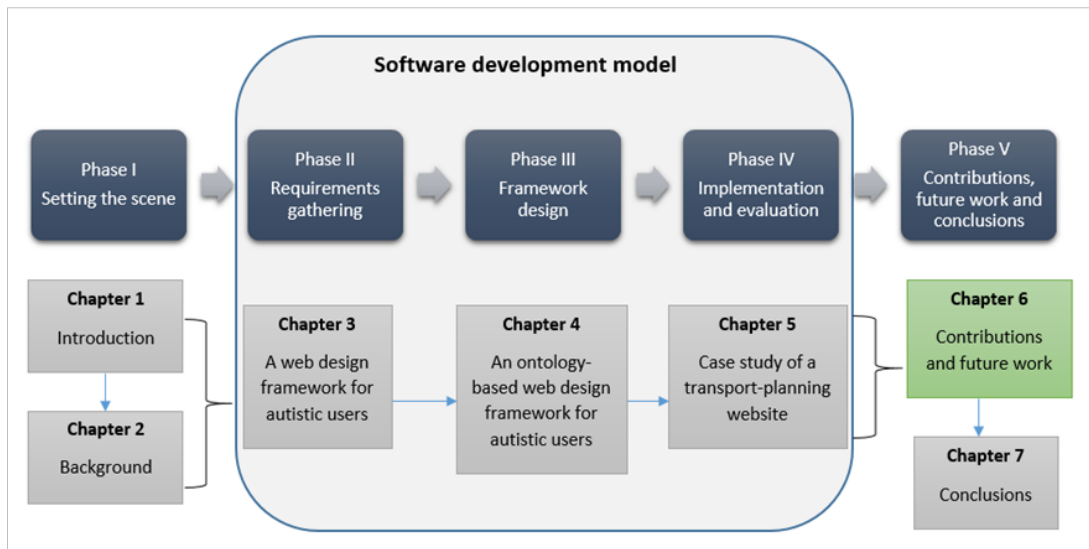 Software development model
Phase I
Setting the scene
Phase II
Requirements
gathering
Phase III
Framework
design
Phase IV
Implementation
and evaluation
Phase V
Contributions,
future work and
conclusions
Chapter 1
Introduction
Chapter 2
Background
Chapter 3
A web design
framework for
autistic users
Chapter 4
An ontology-
based web design
framework for
autistic users
Chapter 5
Case study of a
transport-planning
website
Chapter 6
Contributions
and future work
Chapter 7
Conclusions